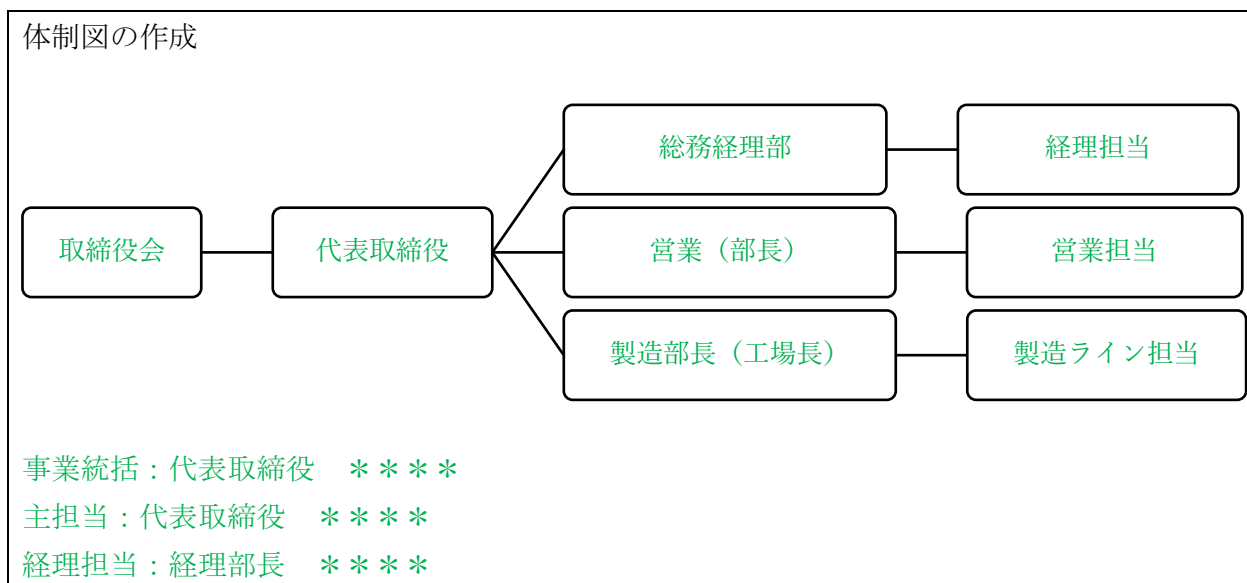 体制図の作成
総務経理部 経理担当
取締役会 代表取締役 営業（部長） 営業担当
製造部長（工場長） 製造ライン担当
事業統括：代表取締役　＊＊＊＊
主担当：代表取締役　＊＊＊＊
経理担当：経理部長　＊＊＊＊